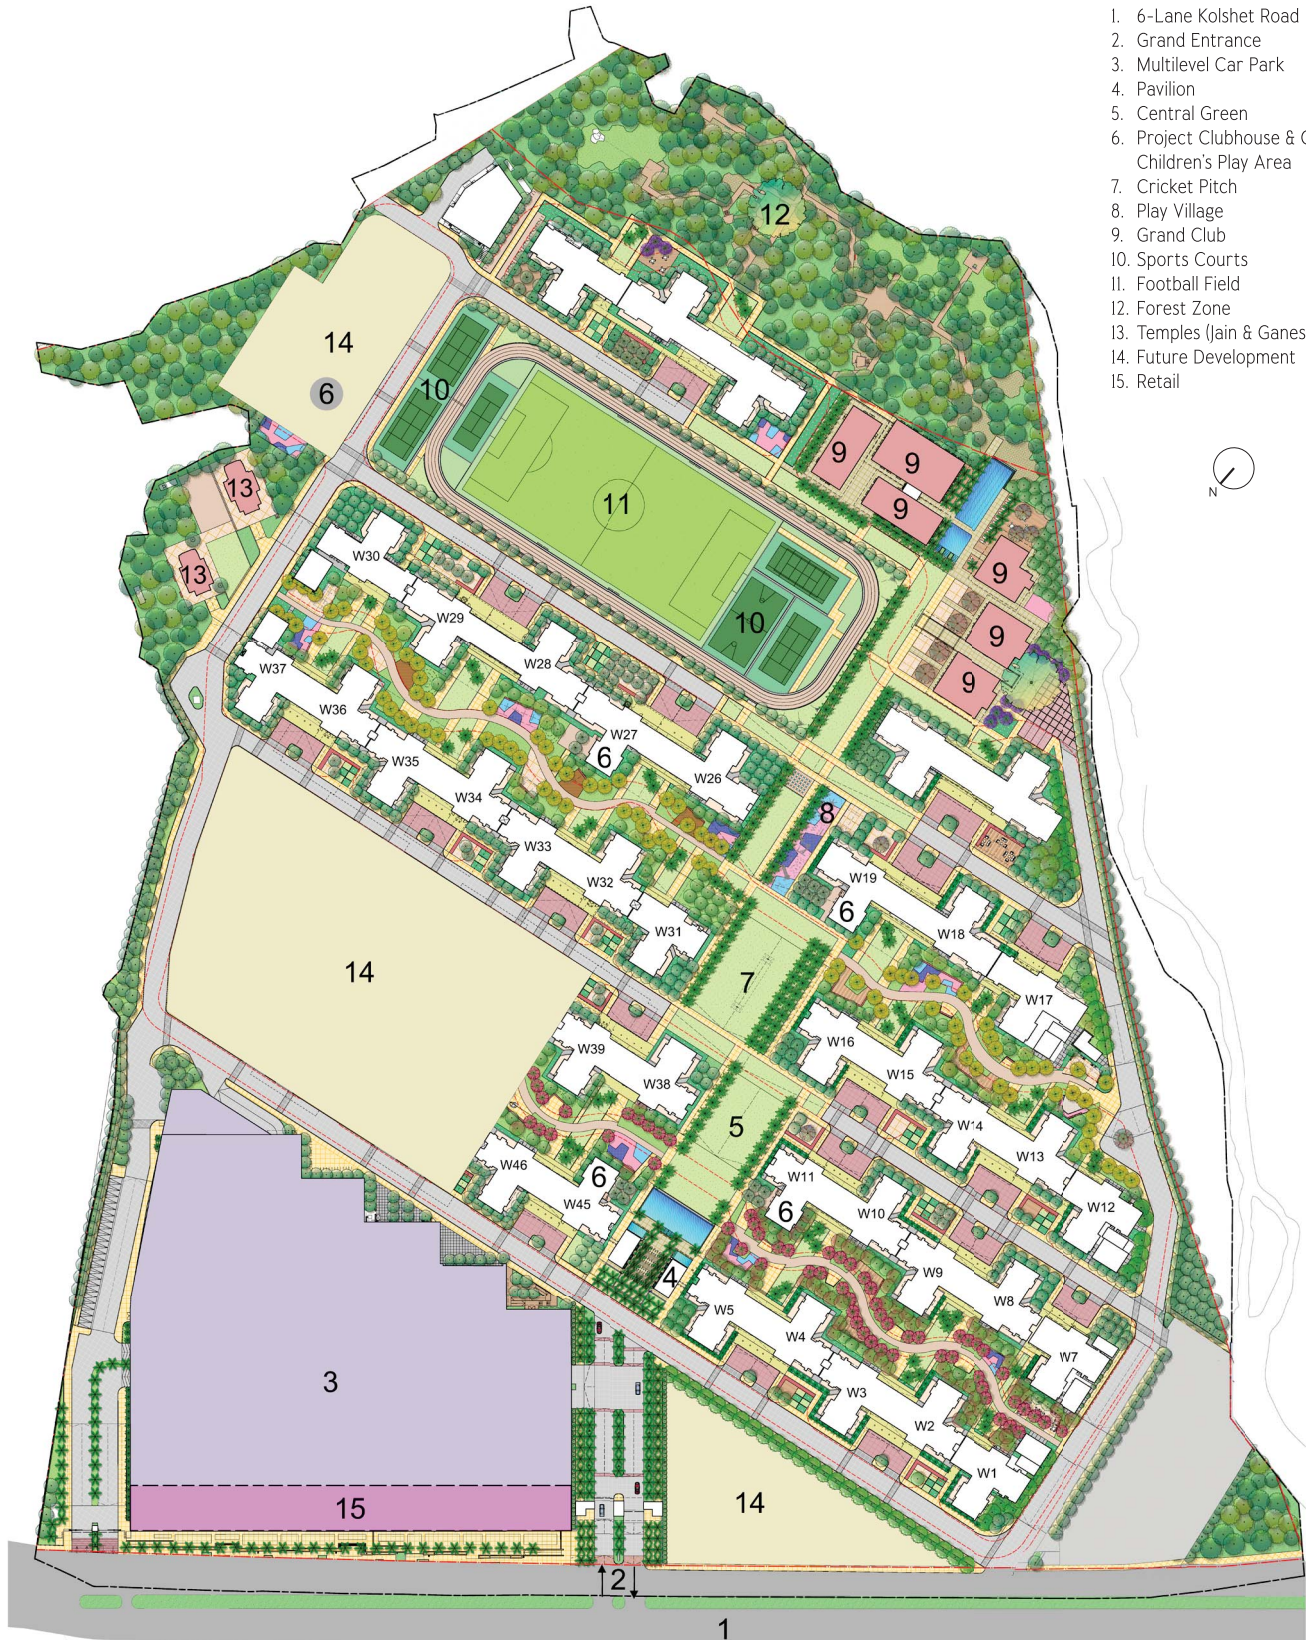 1. 6-Lane Kolshet Road
2. Grand Entrance
3. Multilevel Car Park
4. Pavilion
5. Central Green
6. Project Clubhouse &
Children's Play Area
7. Cricket Pitch
8. Play Village
9. Grand Club
10. Sports Courts
11. Football Field
12. Forest Zone
13. Temples (Jain & Ganes
14. Future Development
15. Retail
12
14
6
10
9
9
9
N
11
13
13
W30
9
10
W29
9
W28
W37
9
W36
W27
6
W26
W35
W34
8
W33
W19
W32
6
W31
W18
14
7
W17
W39
W16
W38
W15
5
W14
W13
W46
6
W11
W45
6
W10
W12
4
W9
W5
W8
W4
W7
3
W3
W2
W1
14
15
2
1